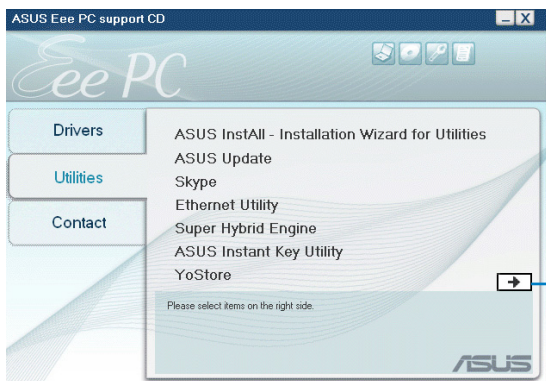 ASUS Eee PC support CD
Eee PC
Drivers
Utilities
Contact
ASUS InstAll - Installation Wizard for Utilities
ASUS Update
Skype
Ethernet Utility
Super Hybrid Engine
ASUS Instant Key Utility
YoStore
Please select items on the right side.
ASUS